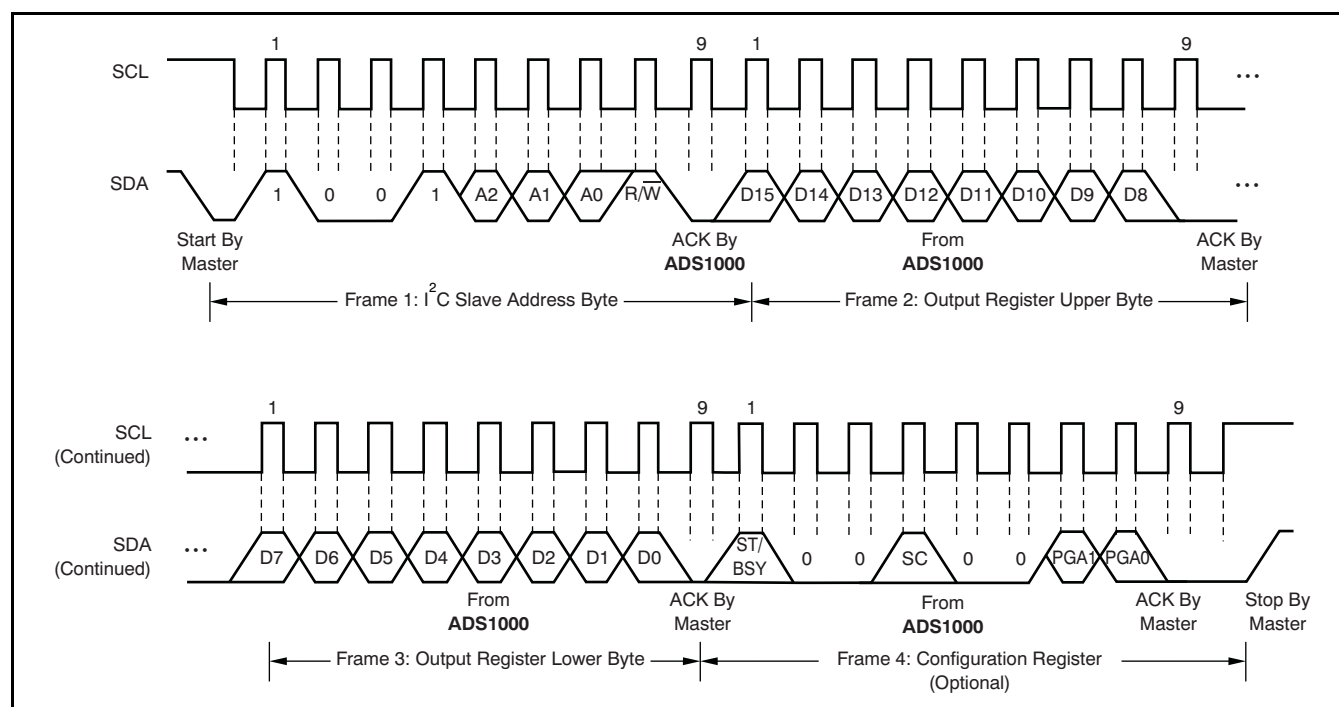 1 9 1 9
SCL ...
SDA 1 0 0 1 A2 A1 A0 R/W̅ D15 D14 D13 D12 D11 D10 D9 D8 ...
Start By Master
ACK By ADS1000
From ADS1000
ACK By Master
Frame 1: I²C Slave Address Byte
Frame 2: Output Register Upper Byte
1 9 1 9
SCL (Continued) ...
SDA (Continued) ... D7 D6 D5 D4 D3 D2 D1 D0 ST/BSY 0 0 SC 0 0 PGA1 PGA0
From ADS1000
ACK By Master
From ADS1000
ACK By Master
Stop By Master
Frame 3: Output Register Lower Byte
Frame 4: Configuration Register
(Optional)